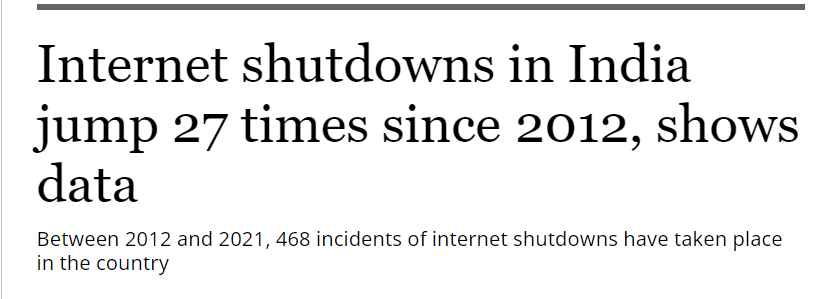 Internet shutdowns in India
jump 27 times since 2012, shows
data
Between 2012 and 2021, 468 incidents of internet shutdowns have taken place
in the country